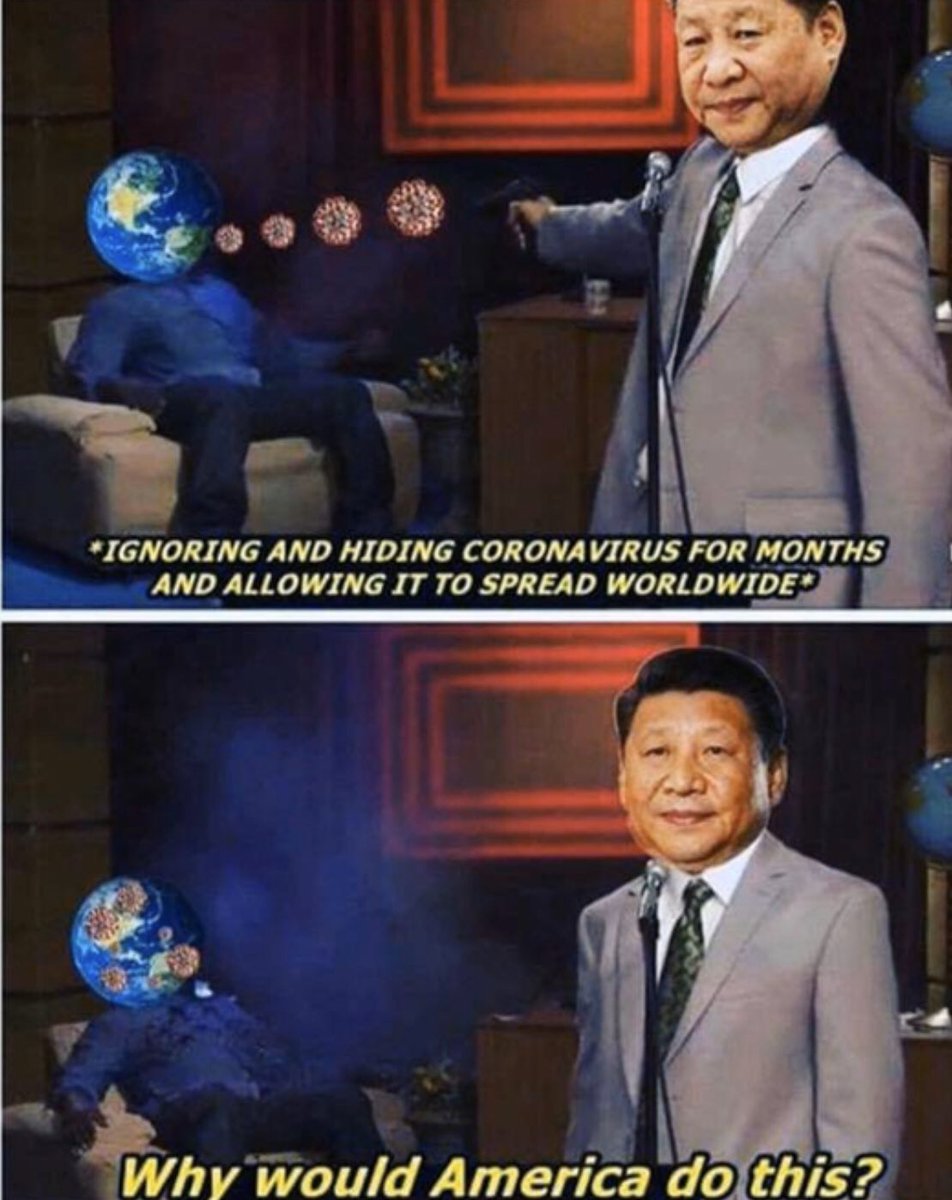 *IGNORING AND HIDING CORONAVIRUS FOR MONTHS
AND ALLOWING IT TO SPREAD WORLDWIDE*
Why would America do this?